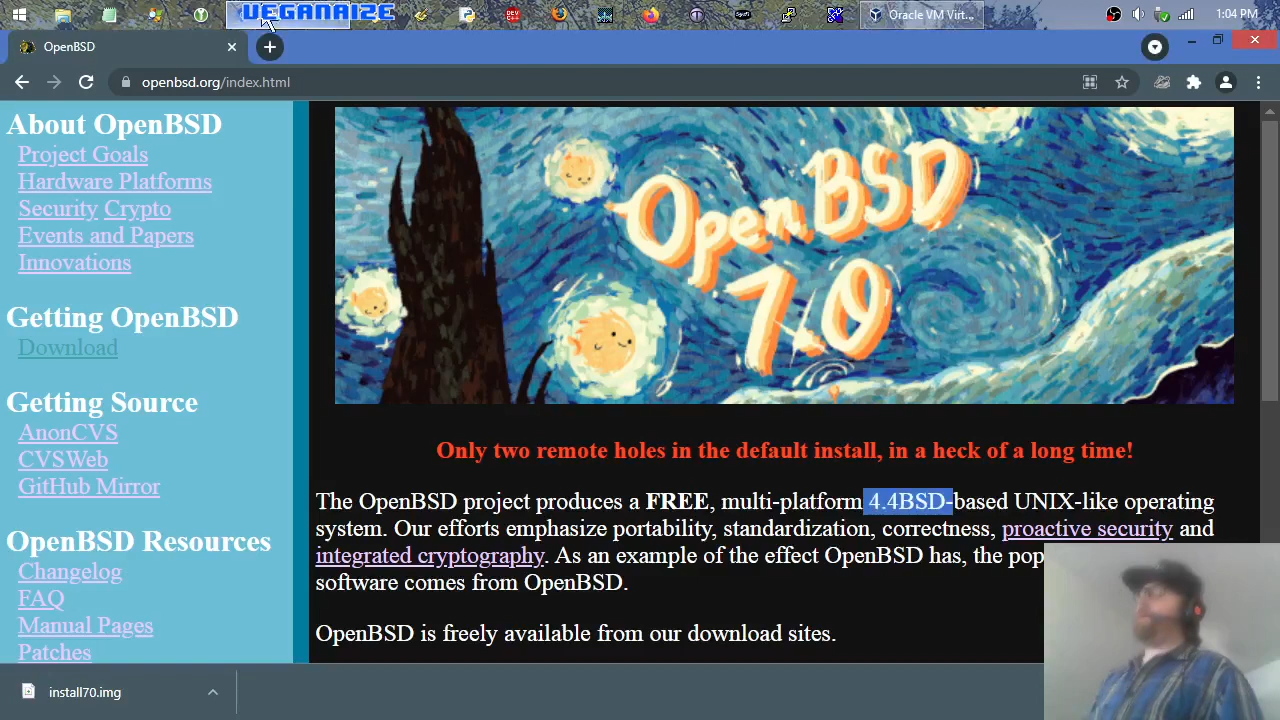 VEGANAIZE
DEV C++
SysN
Oracle VM Virt...
1:04 PM
OpenBSD
openbsd.org/index.html
About OpenBSD
Project Goals
Hardware Platforms
Security Crypto
Events and Papers
Innovations
Getting OpenBSD
Download
Getting Source
AnonCVS
CVSWeb
GitHub Mirror
OpenBSD Resources
Changelog
FAQ
Manual Pages
Patches
OpenBSD
7.0
Only two remote holes in the default install, in a heck of a long time!
The OpenBSD project produces a FREE, multi-platform 4.4BSD-based UNIX-like operating
system. Our efforts emphasize portability, standardization, correctness, proactive security and
integrated cryptography. As an example of the effect OpenBSD has, the pop
software comes from OpenBSD.
OpenBSD is freely available from our download sites.
install70.img